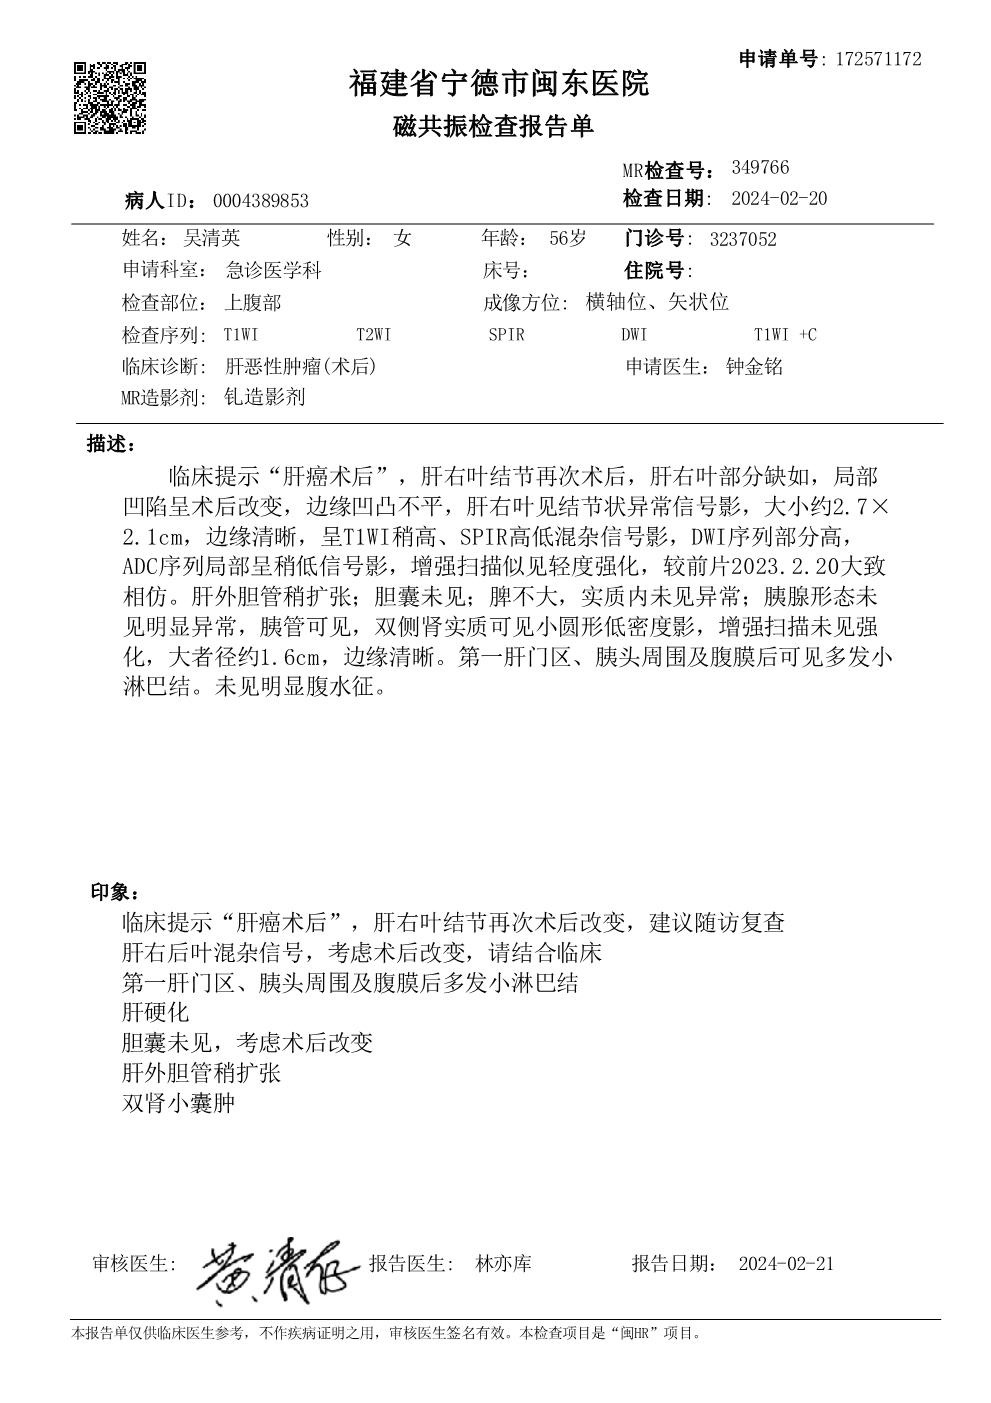 申请单号: 172571172
福建省宁德市闽东医院
磁共振检查报告单
MR检查号： 349766
病人ID： 0004389853 检查日期: 2024-02-20
姓名： 吴清英 性别： 女 年龄： 56岁 门诊号: 3237052
申请科室： 急诊医学科 床号: 住院号:
检查部位： 上腹部 成像方位: 横轴位、矢状位
检查序列: T1WI T2WI SPIR DWI T1WI +C
临床诊断: 肝恶性肿瘤(术后) 申请医生： 钟金铭
MR造影剂: 钆造影剂
描述：
临床提示“肝癌术后”，肝右叶结节再次术后，肝右叶部分缺如，局部
凹陷呈术后改变，边缘凹凸不平，肝右叶见结节状异常信号影，大小约2.7×
2.1cm，边缘清晰，呈T1WI稍高、SPIR高低混杂信号影，DWI序列部分高，
ADC序列局部呈稍低信号影，增强扫描似见轻度强化，较前片2023.2.20大致
相仿。肝外胆管稍扩张；胆囊未见；脾不大，实质内未见异常；胰腺形态未
见明显异常，胰管可见，双侧肾实质可见小圆形低密度影，增强扫描未见强
化，大者径约1.6cm，边缘清晰。第一肝门区、胰头周围及腹膜后可见多发小
淋巴结。未见明显腹水征。
印象：
临床提示“肝癌术后”，肝右叶结节再次术后改变，建议随访复查
肝右后叶混杂信号，考虑术后改变，请结合临床
第一肝门区、胰头周围及腹膜后多发小淋巴结
肝硬化
胆囊未见，考虑术后改变
肝外胆管稍扩张
双肾小囊肿
审核医生: 黄清任 报告医生: 林亦库 报告日期： 2024-02-21
本报告单仅供临床医生参考，不作疾病证明之用，审核医生签名有效。本检查项目是“闽HR”项目。